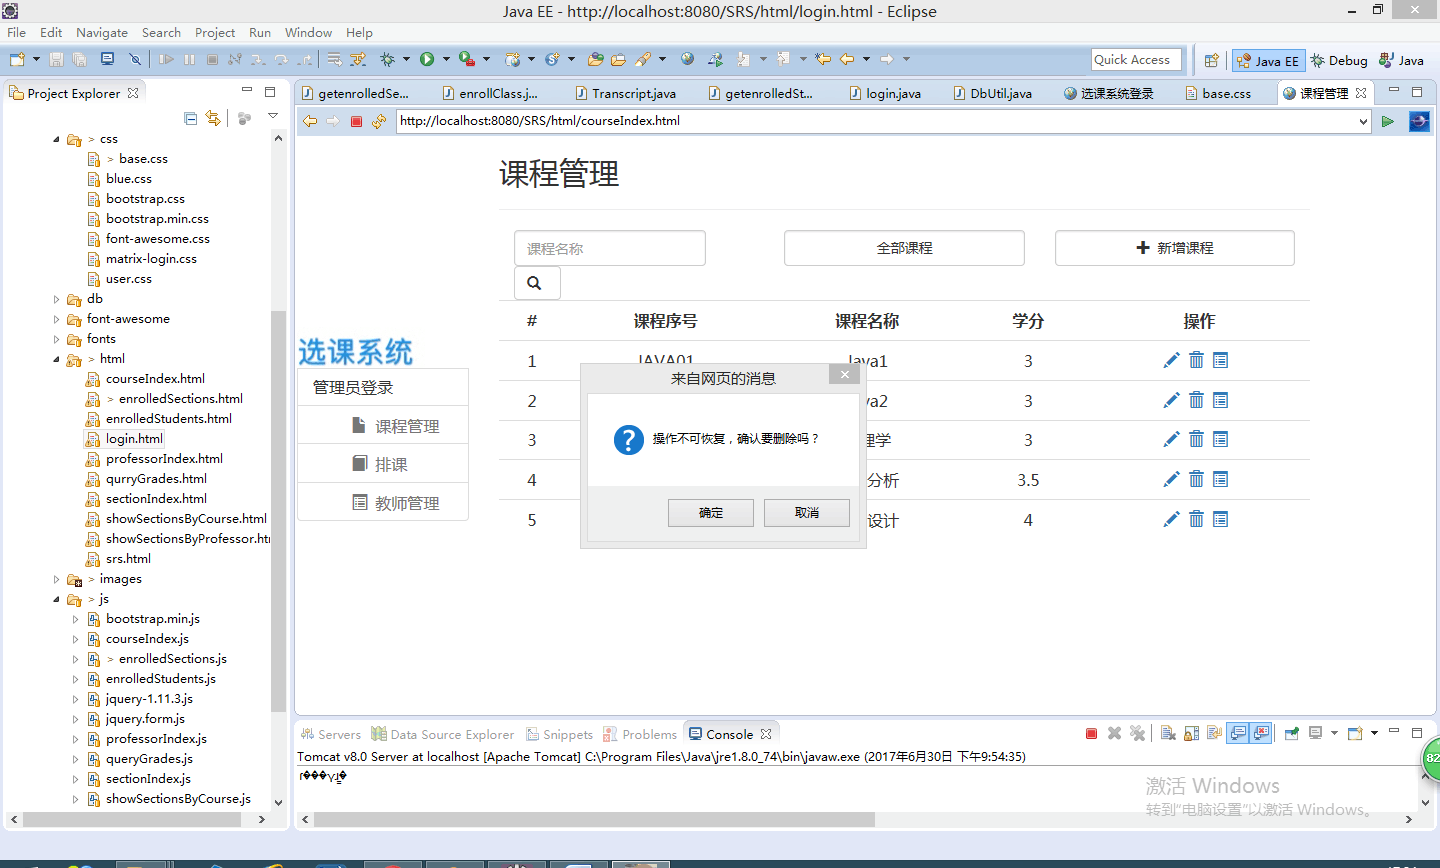 Java EE - http://localhost:8080/SRS/html/login.html - Eclipse
File Edit Navigate Search Project Run Window Help
Quick Access Java EE Debug Java
Project Explorer
css
> base.css
blue.css
bootstrap.css
bootstrap.min.css
font-awesome.css
matrix-login.css
user.css
db
font-awesome
fonts
> html
courseIndex.html
> enrolledSections.html
enrolledStudents.html
login.html
professorIndex.html
qurryGrades.html
sectionIndex.html
showSectionsByCourse.html
showSectionsByProfessor.htm
srs.html
> images
> js
bootstrap.min.js
courseIndex.js
> enrolledSections.js
enrolledStudents.js
jquery-1.11.3.js
jquery.form.js
professorIndex.js
queryGrades.js
sectionIndex.js
showSectionsByCourse.js
getenrolledSe... enrollClass.j... Transcript.java getenrolledSt... login.java DbUtil.java 选课系统登录 base.css 课程管理
http://localhost:8080/SRS/html/courseIndex.html
课程管理
课程名称 全部课程 新增课程
选课系统
管理员登录
课程管理
排课
教师管理
# 课程序号 课程名称 学分 操作
1 JAVA01 Java1 3
2 va2 3
3 理学 3
4 分析 3.5
5 设计 4
来自网页的消息
操作不可恢复，确认要删除吗？
确定 取消
Servers Data Source Explorer Snippets Problems Console
Tomcat v8.0 Server at localhost [Apache Tomcat] C:\Program Files\Java\jre1.8.0_74\bin\javaw.exe (2017年6月30日 下午9:54:35)
激活 Windows
转到"电脑设置"以激活 Windows。
82